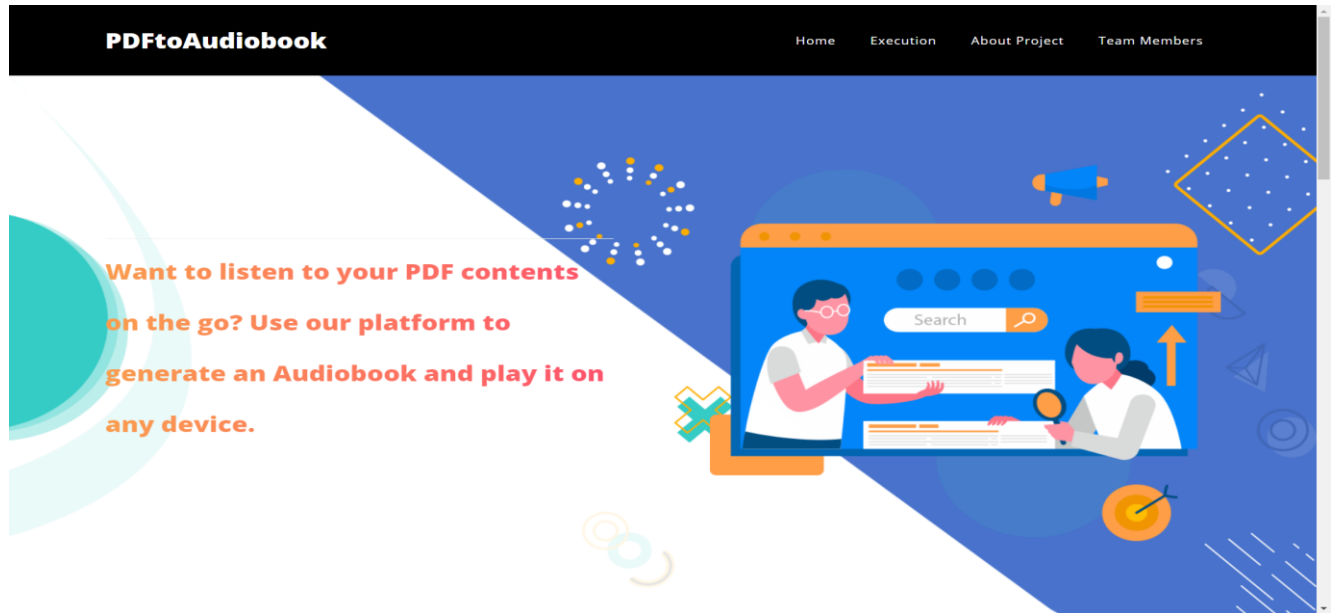 PDFtoAudiobook
Home Execution About Project Team Members
Want to listen to your PDF contents
on the go? Use our platform to
generate an Audiobook and play it on
any device.
Search